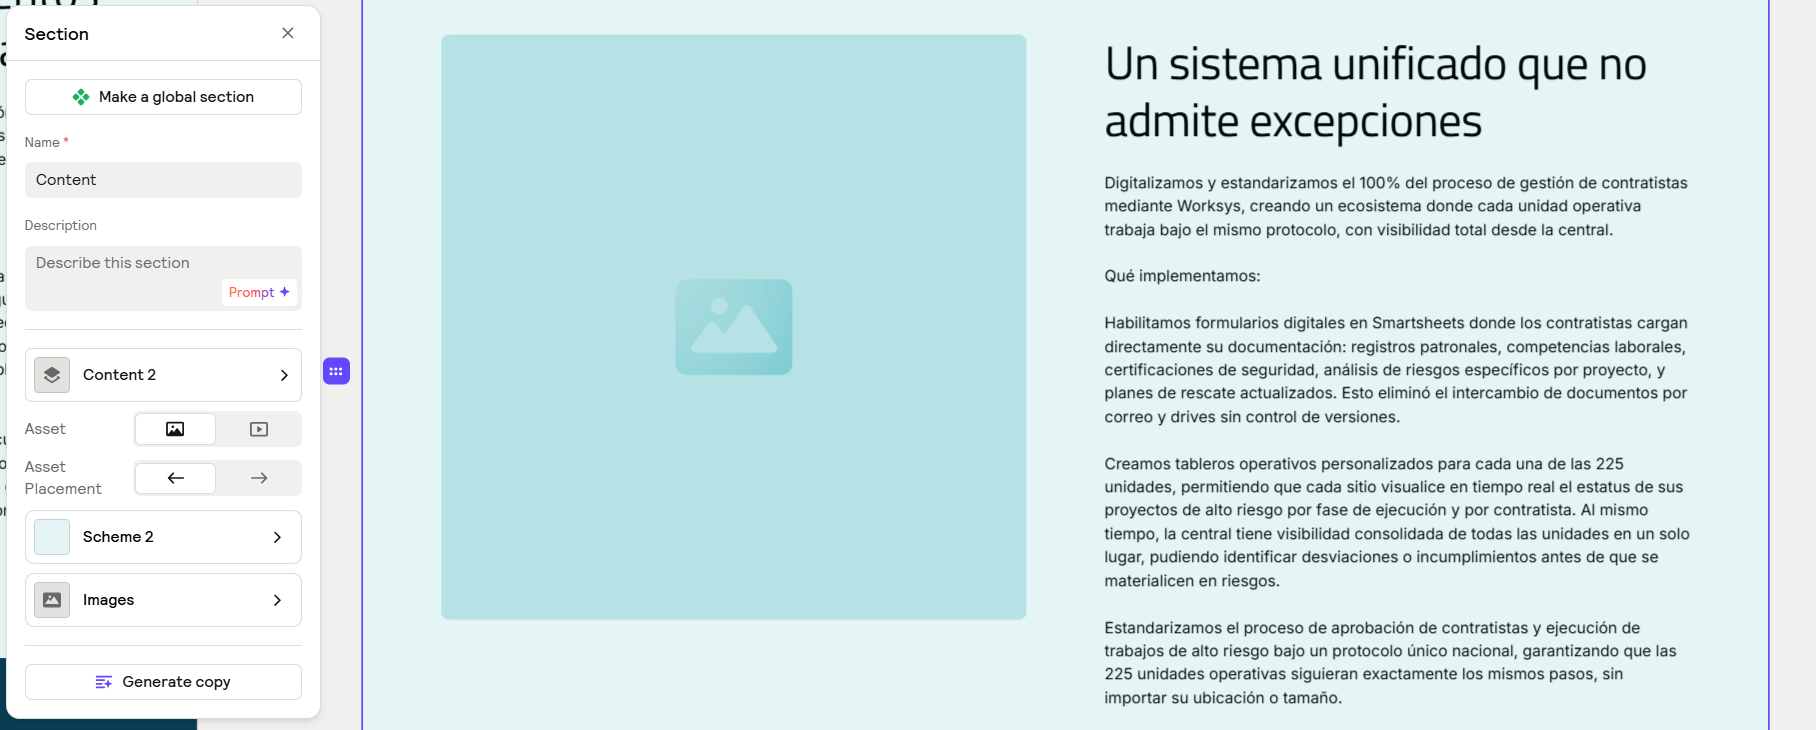 Section
Make a global section
Name *
Content
Description
Describe this section
Prompt
Content 2
Asset
Asset
Placement
Scheme 2
Images
Generate copy
Un sistema unificado que no
admite excepciones
Digitalizamos y estandarizamos el 100% del proceso de gestión de contratistas
mediante Worksys, creando un ecosistema donde cada unidad operativa
trabaja bajo el mismo protocolo, con visibilidad total desde la central.
Qué implementamos:
Habilitamos formularios digitales en Smartsheets donde los contratistas cargan
directamente su documentación: registros patronales, competencias laborales,
certificaciones de seguridad, análisis de riesgos específicos por proyecto, y
planes de rescate actualizados. Esto eliminó el intercambio de documentos por
correo y drives sin control de versiones.
Creamos tableros operativos personalizados para cada una de las 225
unidades, permitiendo que cada sitio visualice en tiempo real el estatus de sus
proyectos de alto riesgo por fase de ejecución y por contratista. Al mismo
tiempo, la central tiene visibilidad consolidada de todas las unidades en un solo
lugar, pudiendo identificar desviaciones o incumplimientos antes de que se
materialicen en riesgos.
Estandarizamos el proceso de aprobación de contratistas y ejecución de
trabajos de alto riesgo bajo un protocolo único nacional, garantizando que las
225 unidades operativas siguieran exactamente los mismos pasos, sin
importar su ubicación o tamaño.